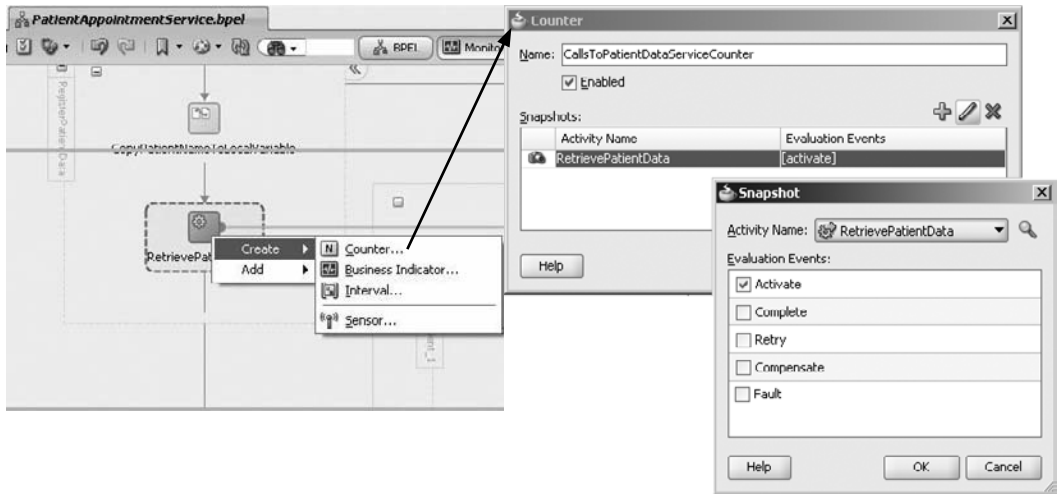 PatientAppointmentService.bpel
BPEL
Monito
RegisterPatientData
CopyPatientNameToLocalVariable
RetrievePat
Create
Add
Counter...
Business Indicator...
Interval...
Sensor...
Counter
Name: CallsToPatientDataServiceCounter
Enabled
Snapshots:
Activity Name Evaluation Events
RetrievePatientData [activate]
Help
Snapshot
Activity Name: RetrievePatientData
Evaluation Events:
Activate
Complete
Retry
Compensate
Fault
Help OK Cancel